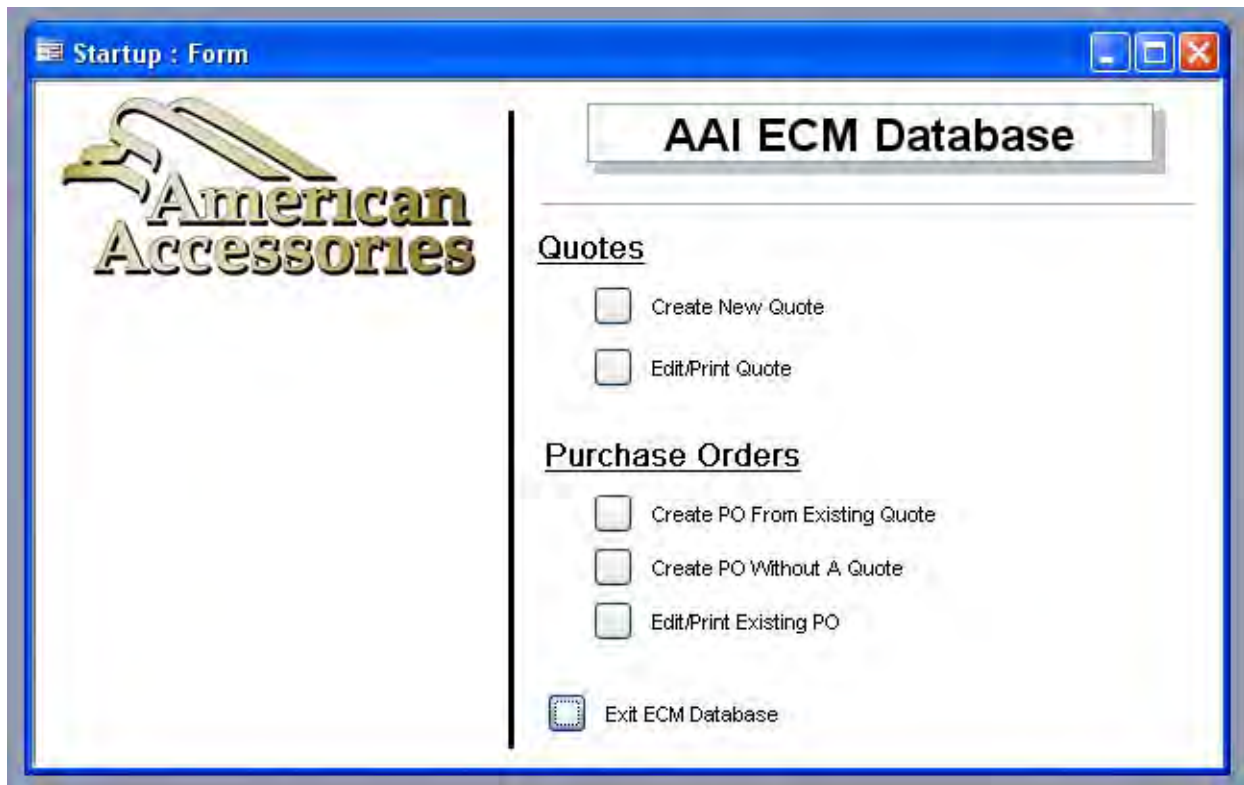 Startup : Form
American
Accessories
AAI ECM Database
Quotes
Create New Quote
Edit/Print Quote
Purchase Orders
Create PO From Existing Quote
Create PO Without A Quote
Edit/Print Existing PO
Exit ECM Database